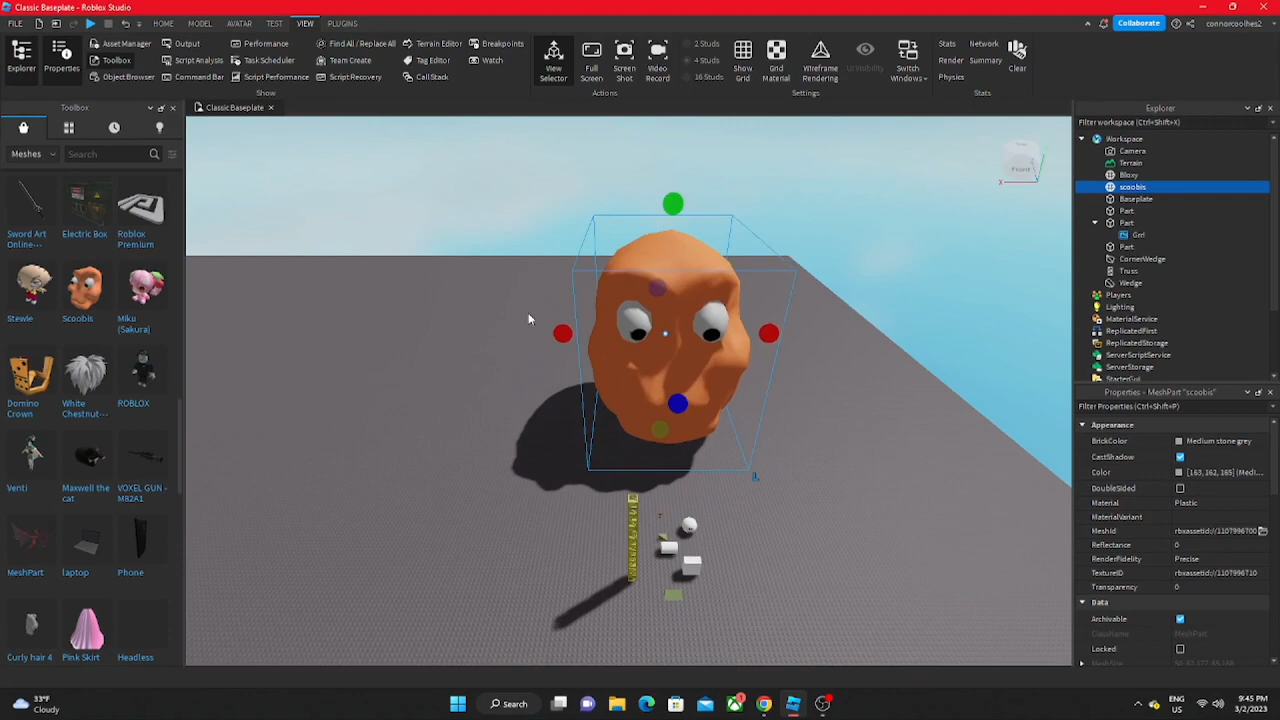 Classic Baseplate - Roblox Studio
FILE HOME MODEL AVATAR TEST VIEW PLUGINS
Collaborate connorcoolhes2
Explorer
Properties
Asset Manager
Toolbox
Object Browser
Output
Script Analysis
Command Bar
Performance
Task Scheduler
Script Performance
Find All / Replace All
Team Create
Script Recovery
Terrain Editor
Tag Editor
Call Stack
Breakpoints
Watch
Show
View
Selector
Full
Screen
Screen
Shot
Video
Record
Actions
2 Studs
4 Studs
16 Studs
Show
Grid
Grid
Material
Wireframe
Rendering
UI Visibility
Switch
Windows
Settings
Stats
Render
Physics
Network
Summary
Clear
Stats
Toolbox
Meshes
Search
Sword Art
Online-...
Electric Box
Roblox
Premium
Stewie
Scoobis
Miku
(Sakura)
Domino
Crown
White
Chestnut-...
ROBLOX
Venti
Maxwell the
cat
VOXEL GUN -
M82A1
MeshPart
laptop
Phone
Curly hair 4
Pink Skirt
Headless
Classic Baseplate
Front
X
Explorer
Filter workspace (Ctrl+Shift+X)
Workspace
Camera
Terrain
Bloxy
scoobis
Baseplate
Part
Part
Part
CornerWedge
Truss
Wedge
Players
Lighting
MaterialService
ReplicatedFirst
ReplicatedStorage
ServerScriptService
ServerStorage
StarterGui
Properties - MeshPart "scoobis"
Filter Properties (Ctrl+Shift+P)
Appearance
BrickColor Medium stone grey
CastShadow
Color [163, 162, 165] (Medi...
DoubleSided
Material Plastic
MaterialVariant
MeshId rbxassetid://1107996700
Reflectance 0
RenderFidelity Precise
TextureID rbxassetid://1107996710
Transparency 0
Data
Archivable
ClassName MeshPart
Locked
33°F
Cloudy
Search
ENG
US
9:45 PM
3/2/2023